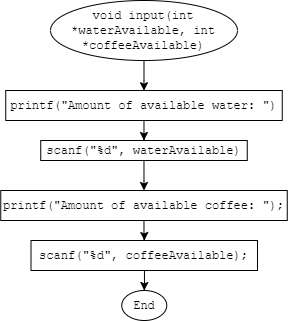 void input(int
*waterAvailable, int
*coffeeAvailable)
printf("Amount of available water: ")
scanf("%d", waterAvailable)
printf("Amount of available coffee: ");
scanf("%d", coffeeAvailable);
End